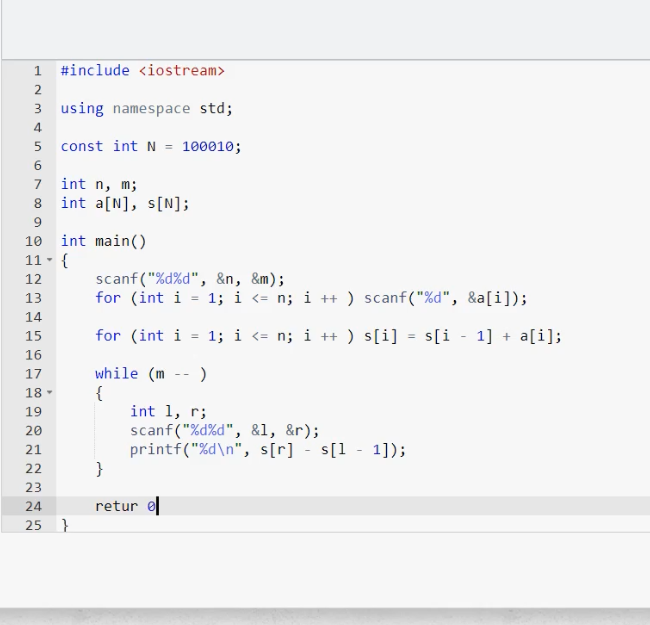 1 #include <iostream>
2
3 using namespace std;
4
5 const int N = 100010;
6
7 int n, m;
8 int a[N], s[N];
9
10 int main()
11 {
12 scanf("%d%d", &n, &m);
13 for (int i = 1; i <= n; i ++ ) scanf("%d", &a[i]);
14
15 for (int i = 1; i <= n; i ++ ) s[i] = s[i - 1] + a[i];
16
17 while (m -- )
18 {
19 int l, r;
20 scanf("%d%d", &l, &r);
21 printf("%d\n", s[r] - s[l - 1]);
22 }
23
24 retur 0
25 }